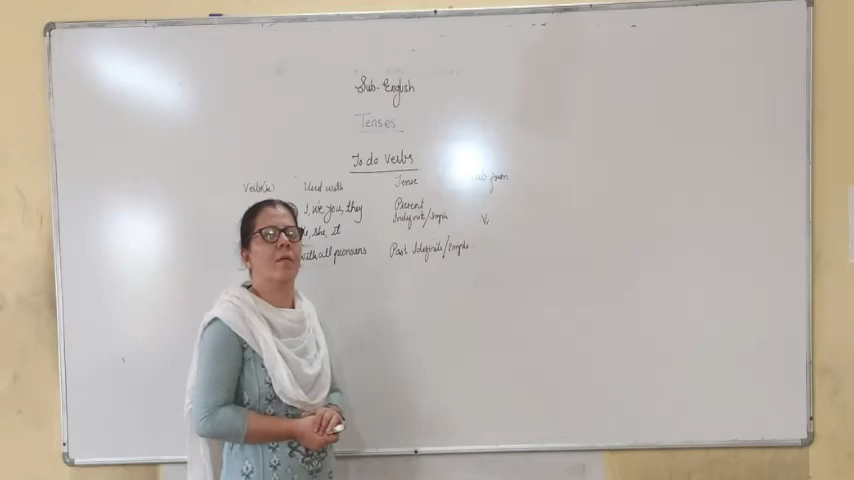 Sub- English
Tenses
To do verbs
Verb(s) Used with Tense form
I, we, you, they Present
Indefinite/Simple V₁
she, it
with all pronouns Past Indefinite/Simple